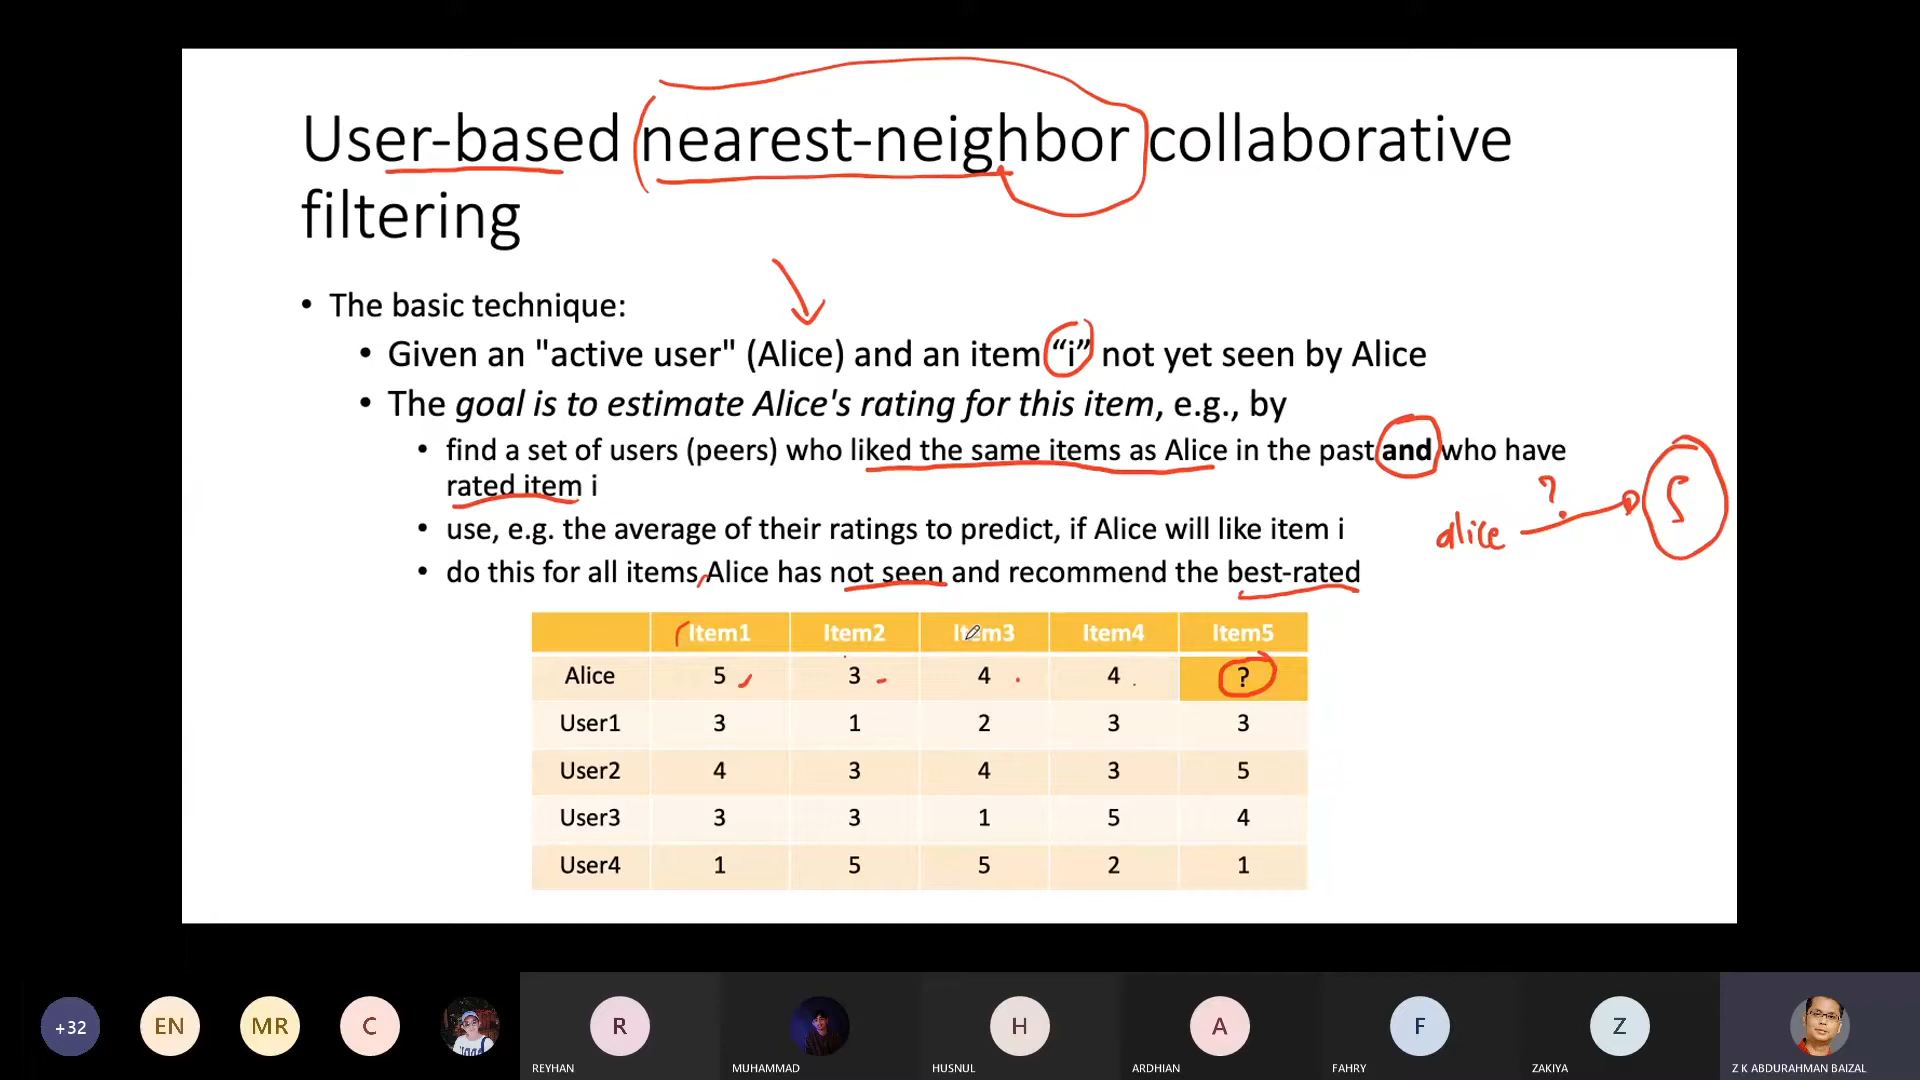 User-based nearest-neighbor collaborative
filtering
• The basic technique:
• Given an "active user" (Alice) and an item “i” not yet seen by Alice
• The goal is to estimate Alice's rating for this item, e.g., by
• find a set of users (peers) who liked the same items as Alice in the past and who have
rated item i
• use, e.g. the average of their ratings to predict, if Alice will like item i
• do this for all items Alice has not seen and recommend the best-rated
alice ?
Item1 Item2 Item3 Item4 Item5
Alice 5 3 4 4 ?
User1 3 1 2 3 3
User2 4 3 4 3 5
User3 3 3 1 5 4
User4 1 5 5 2 1
+32 EN MR C R H A F Z
REYHAN MUHAMMAD HUSNUL ARDHIAN FAHRY ZAKIYA Z K ABDURAHMAN BAIZAL